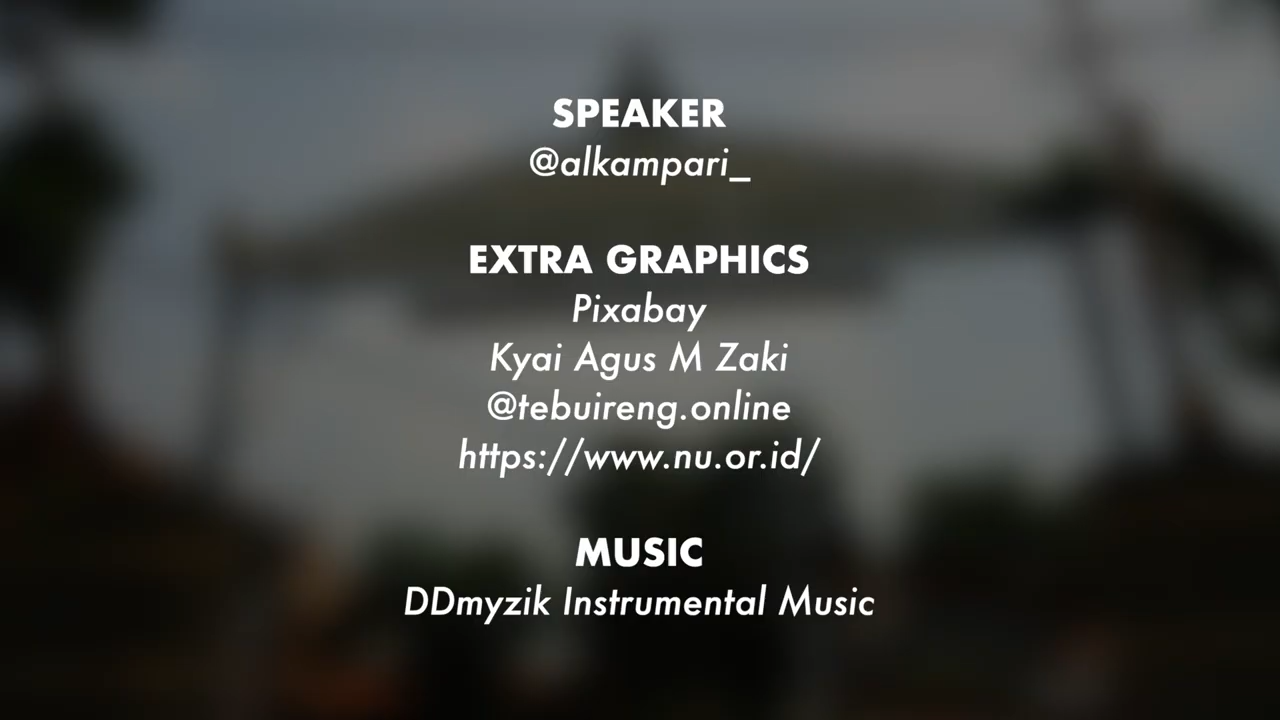 SPEAKER
@alkampari_
EXTRA GRAPHICS
Pixabay
Kyai Agus M Zaki
@tebuireng.online
https://www.nu.or.id/
MUSIC
DDmyzik Instrumental Music